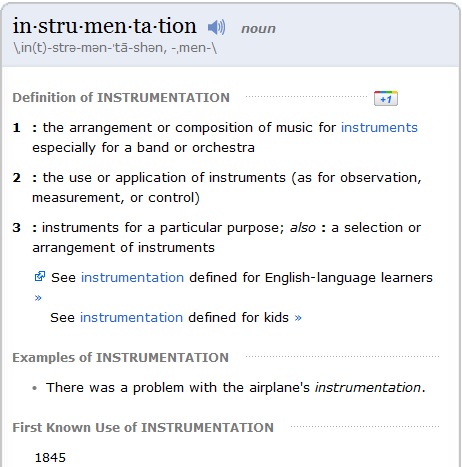 in·stru·men·ta·tion noun
\ˌin(t)-strə-mən-ˈtā-shən, -ˌmen-\
Definition of INSTRUMENTATION +1
1 : the arrangement or composition of music for instruments
especially for a band or orchestra
2 : the use or application of instruments (as for observation,
measurement, or control)
3 : instruments for a particular purpose; also : a selection or
arrangement of instruments
See instrumentation defined for English-language learners
»
See instrumentation defined for kids »
Examples of INSTRUMENTATION
• There was a problem with the airplane's instrumentation.
First Known Use of INSTRUMENTATION
1845